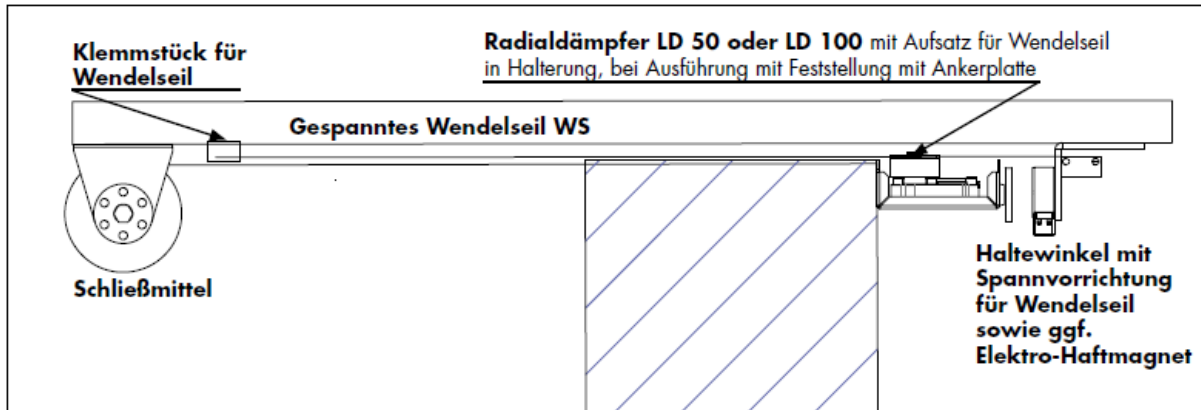 Klemmstück für
Wendelseil
Radialdämpfer LD 50 oder LD 100 mit Aufsatz für Wendelseil
in Halterung, bei Ausführung mit Feststellung mit Ankerplatte
Gespanntes Wendelseil WS
Schließmittel
Haltewinkel mit
Spannvorrichtung
für Wendelseil
sowie ggf.
Elektro-Haftmagnet